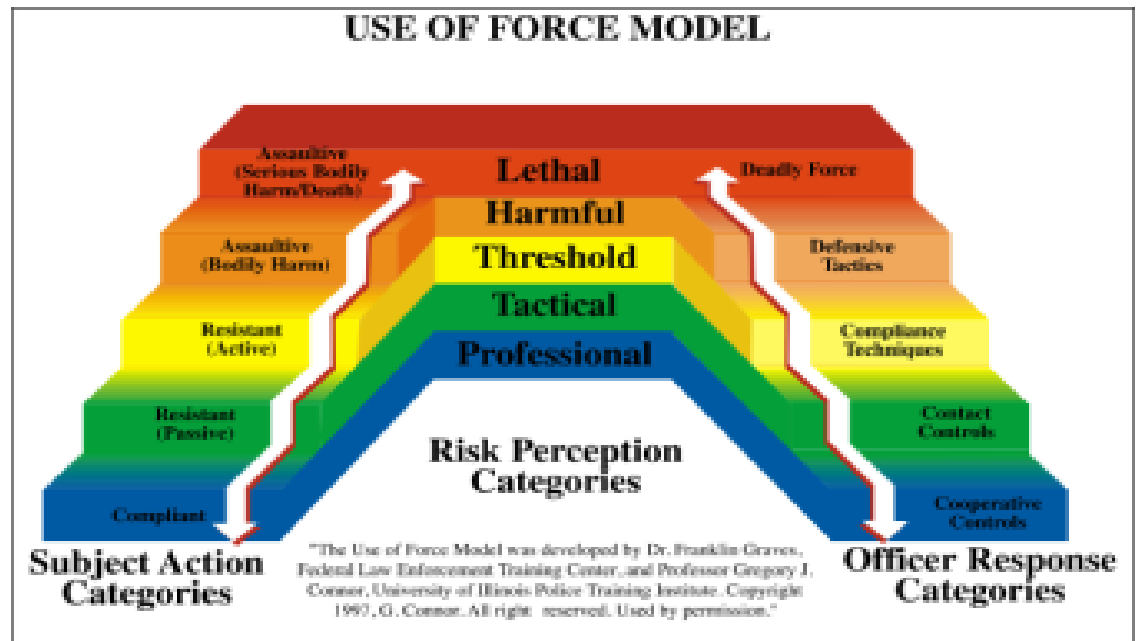 USE OF FORCE MODEL
Assaultive
(Serious Bodily
Harm/Death)
Lethal
Deadly Force
Harmful
Assaultive
(Bodily Harm)
Threshold
Defensive
Tactics
Tactical
Resistant
(Active)
Compliance
Techniques
Professional
Resistant
(Passive)
Contact
Controls
Risk Perception
Categories
Compliant
Cooperative
Controls
Subject Action
Categories
"The Use of Force Model was developed by Dr. Franklin Graves,
Federal Law Enforcement Training Center, and Professor Gregory J.
Connor, University of Illinois Police Training Institute. Copyright
1997, G. Connor. All right reserved. Used by permission."
Officer Response
Categories